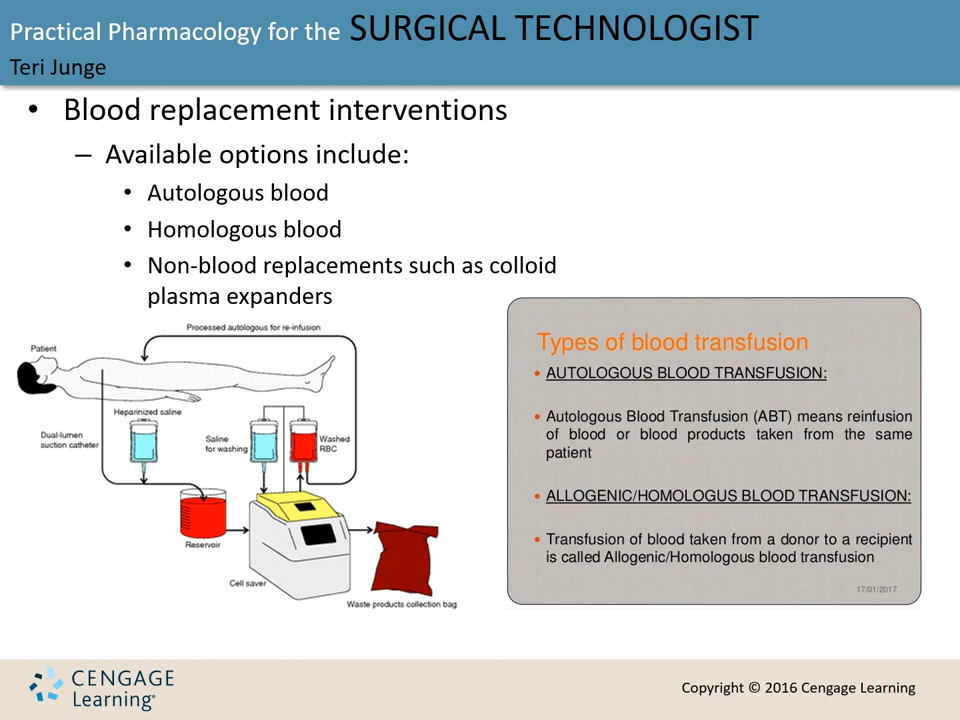 Practical Pharmacology for the SURGICAL TECHNOLOGIST
Teri Junge
• Blood replacement interventions
– Available options include:
• Autologous blood
• Homologous blood
• Non-blood replacements such as colloid
plasma expanders
Processed autologous for re-infusion
Patient
Heparinized saline
Dual-lumen
suction catheter
Saline
for washing
Washed
RBC
Reservoir
Cell saver
Waste products collection bag
Types of blood transfusion
• AUTOLOGOUS BLOOD TRANSFUSION:
• Autologous Blood Transfusion (ABT) means reinfusion
of blood or blood products taken from the same
patient
• ALLOGENIC/HOMOLOGUS BLOOD TRANSFUSION:
• Transfusion of blood taken from a donor to a recipient
is called Allogenic/Homologous blood transfusion
17/01/2017
CENGAGE
Learning®
Copyright © 2016 Cengage Learning